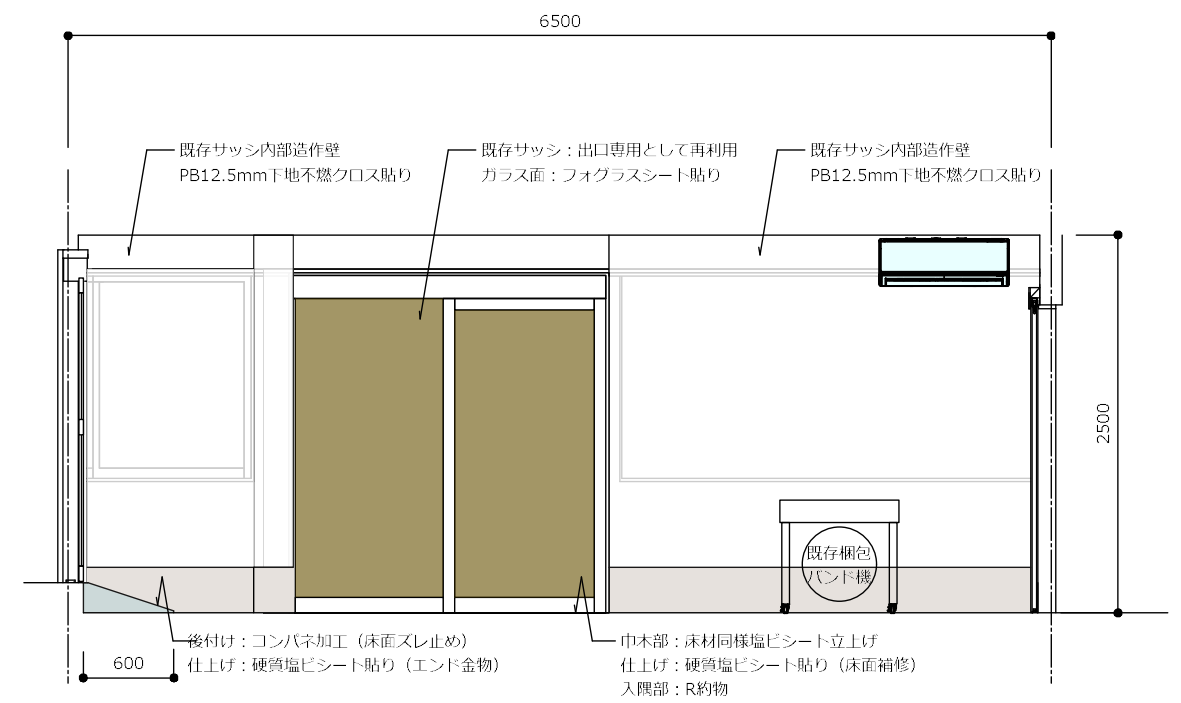 6500
既存サッシ内部造作壁
PB12.5mm下地不燃クロス貼り
既存サッシ：出口専用として再利用
ガラス面：フォグラスシート貼り
既存サッシ内部造作壁
PB12.5mm下地不燃クロス貼り
2500
既存梱包
バンド機
後付け：コンパネ加工（床面ズレ止め）
仕上げ：硬質塩ビシート貼り（エンド金物）
600
巾木部：床材同様塩ビシート立上げ
仕上げ：硬質塩ビシート貼り（床面補修）
入隅部：R約物